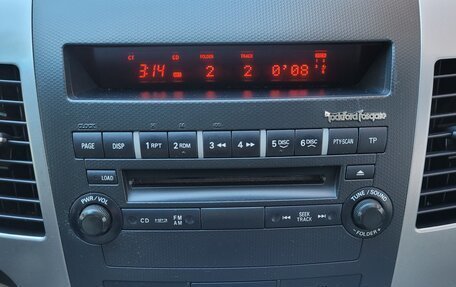 CT CD FOLDER TRACK
3:14 2 2 0'08
Rockford Fosgate
CLOCK
PAGE DISP 1 RPT 2 RDM 3 ◀◀ 4 ▶▶ 5 DISC 6 DISC PTY/SCAN TP
LOAD
PWR/VOL TUNE / SOUND
CD FM AM SEEK TRACK
- FOLDER +